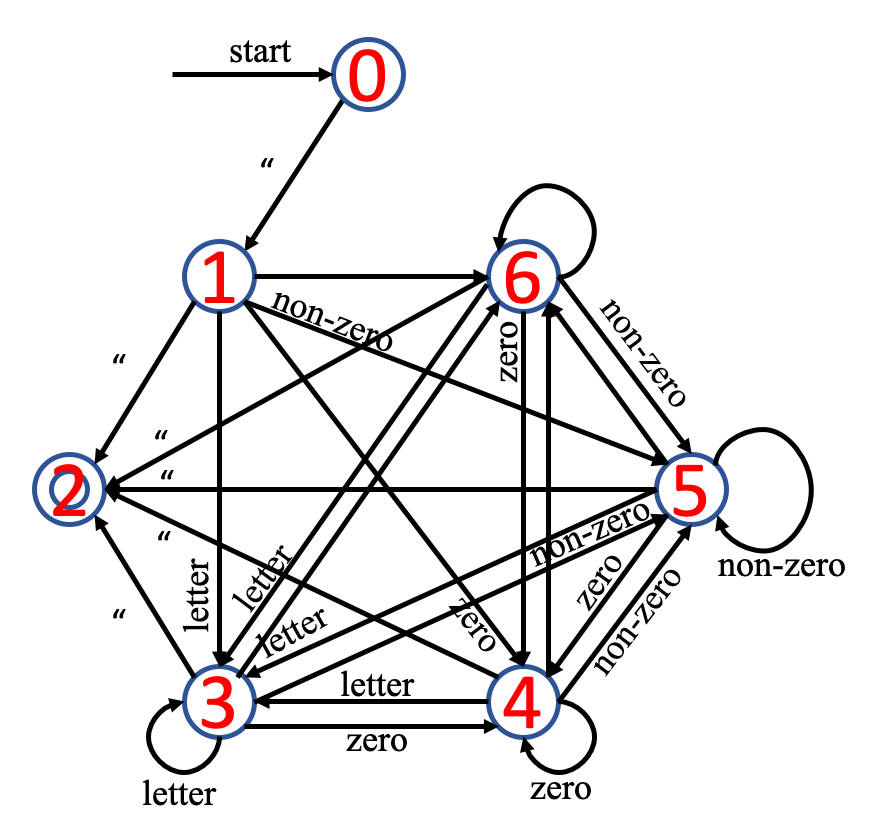 start
0
“
1
6
non-zero
zero
non-zero
“
“
2
“
5
“
non-zero
non-zero
letter
letter
zero
non-zero
“
letter
zero
3
letter
4
zero
letter
zero